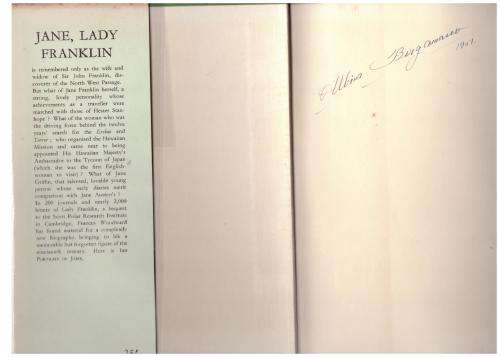 JANE, LADY
FRANKLIN
is remembered only as the wife and
widow of Sir John Franklin, dis-
coverer of the North West Passage.
But what of Jane Franklin herself, a
strong, lively personality whose
achievements as a traveller were
matched with those of Hester Stan-
hope? What of the woman who was
the driving force behind the twelve
years' search for the Erebus and
Terror; who organised the Hawaiian
Mission and came near to being
appointed His Hawaiian Majesty's
Ambassador to the Tycoon of Japan
(which she was the first English-
woman to visit)? What of Jane
Griffin, that talented, lovable young
person whose early diaries merit
comparison with Jane Austen's?
In 200 journals and nearly 2,000
letters of Lady Franklin, a bequest
to the Scott Polar Research Institute
in Cambridge, Frances Woodward
has found material for a completely
new biography, bringing to life a
memorable but forgotten figure of the
nineteenth century. Here is her
PORTRAIT OF JANE.